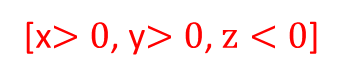 [x> 0, y> 0, z < 0]